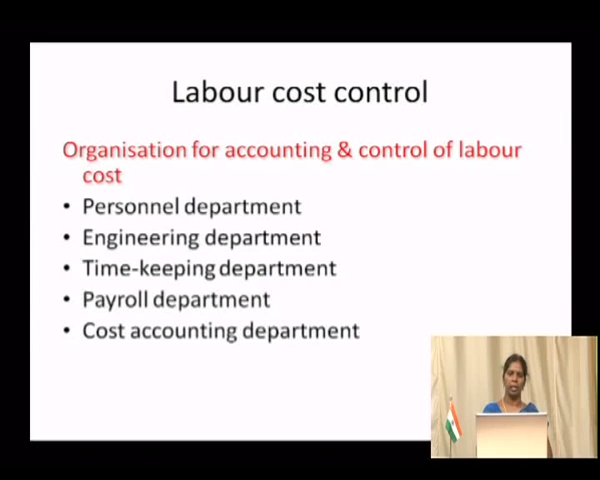 Labour cost control
Organisation for accounting & control of labour
cost
• Personnel department
• Engineering department
• Time-keeping department
• Payroll department
• Cost accounting department